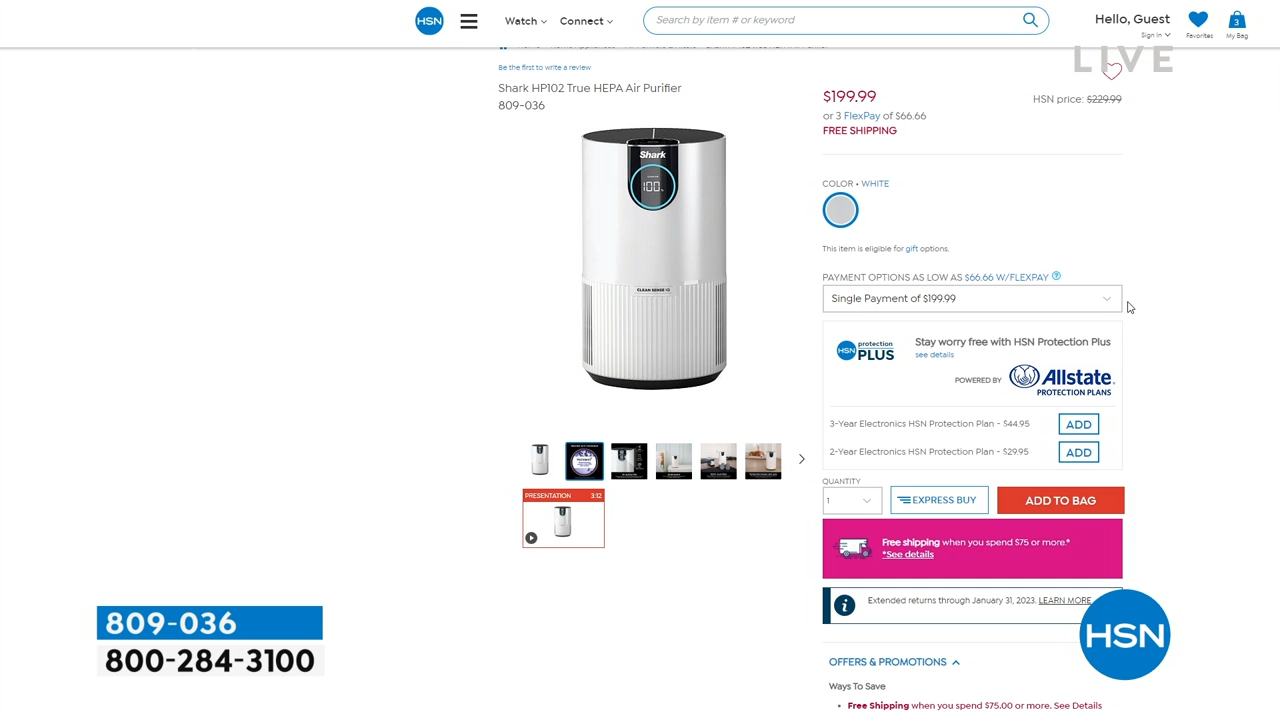 HSN
Watch
Connect
Search by item # or keyword
Hello, Guest
Sign In
Favorites
3
My Bag
LIVE
Be the first to write a review
Shark HP102 True HEPA Air Purifier
809-036
Shark
100%
CLEAN SENSE IQ
PRESENTATION 3:12
$199.99
HSN price: $229.99
or 3 FlexPay of $66.66
FREE SHIPPING
COLOR • WHITE
This item is eligible for gift options.
PAYMENT OPTIONS AS LOW AS $66.66 W/FLEXPAY ?
Single Payment of $199.99
HSN protection PLUS
Stay worry free with HSN Protection Plus
see details
POWERED BY Allstate
PROTECTION PLANS
3-Year Electronics HSN Protection Plan - $44.95 ADD
2-Year Electronics HSN Protection Plan - $29.95 ADD
QUANTITY
1
EXPRESS BUY
ADD TO BAG
Free shipping when you spend $75 or more.*
*See details
Extended returns through January 31, 2023. LEARN MORE
OFFERS & PROMOTIONS
Ways To Save
• Free Shipping when you spend $75.00 or more. See Details
809-036
800-284-3100
HSN